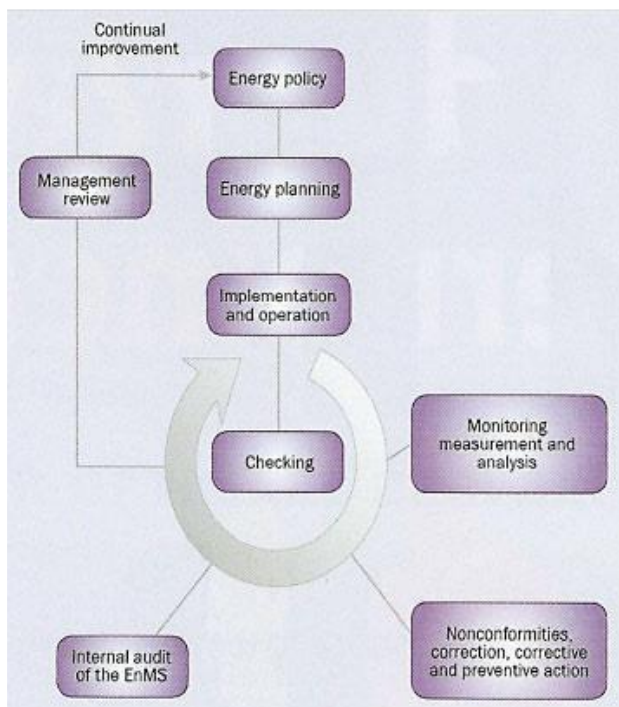 Continual
improvement
Energy policy
Management
review
Energy planning
Implementation
and operation
Checking
Monitoring
measurement and
analysis
Internal audit
of the EnMS
Nonconformities,
correction, corrective
and preventive action